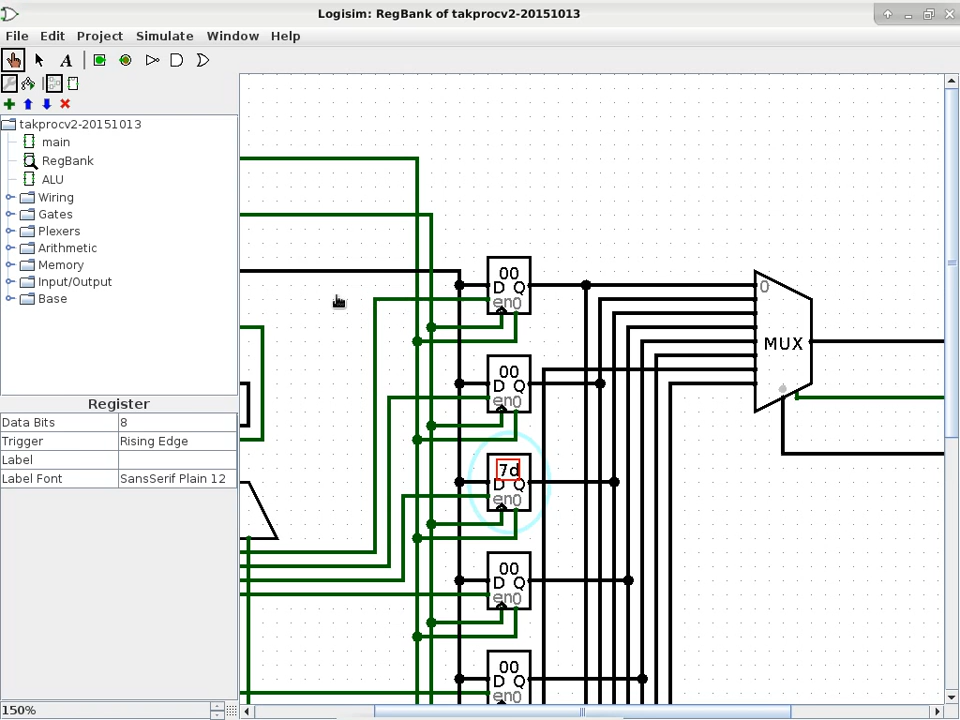 Logisim: RegBank of takprocv2-20151013
File Edit Project Simulate Window Help
A
takprocv2-20151013
main
RegBank
ALU
Wiring
Gates
Plexers
Arithmetic
Memory
Input/Output
Base
Register
Data Bits 8
Trigger Rising Edge
Label
Label Font SansSerif Plain 12
150%
00
D Q
en0
00
D Q
en0
7d
D Q
en0
00
D Q
en0
00
D Q
en0
0
MUX